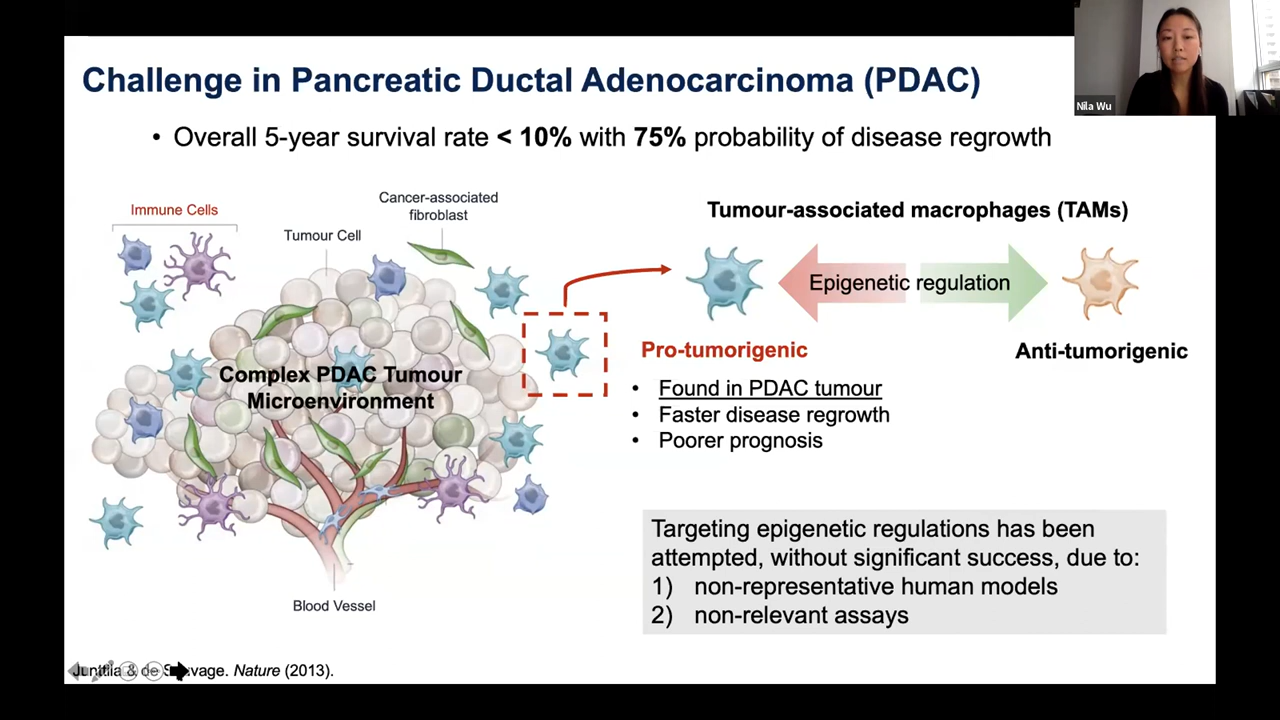 Challenge in Pancreatic Ductal Adenocarcinoma (PDAC)
Nila Wu
• Overall 5-year survival rate < 10% with 75% probability of disease regrowth
Immune Cells
Cancer-associated
fibroblast
Tumour Cell
Complex PDAC Tumour
Microenvironment
Blood Vessel
Tumour-associated macrophages (TAMs)
Epigenetic regulation
Pro-tumorigenic
Anti-tumorigenic
• Found in PDAC tumour
• Faster disease regrowth
• Poorer prognosis
Targeting epigenetic regulations has been
attempted, without significant success, due to:
1) non-representative human models
2) non-relevant assays
Junttila & de Sauvage. Nature (2013).